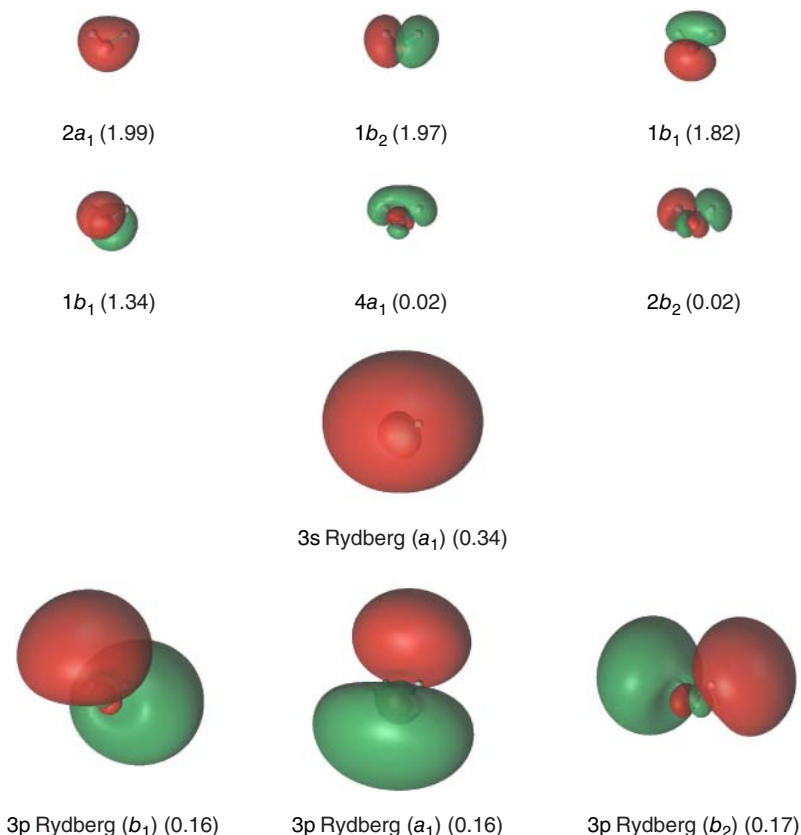 2a₁ (1.99) 1b₂ (1.97) 1b₁ (1.82)
1b₁ (1.34) 4a₁ (0.02) 2b₂ (0.02)
3s Rydberg (a₁) (0.34)
3p Rydberg (b₁) (0.16) 3p Rydberg (a₁) (0.16) 3p Rydberg (b₂) (0.17)